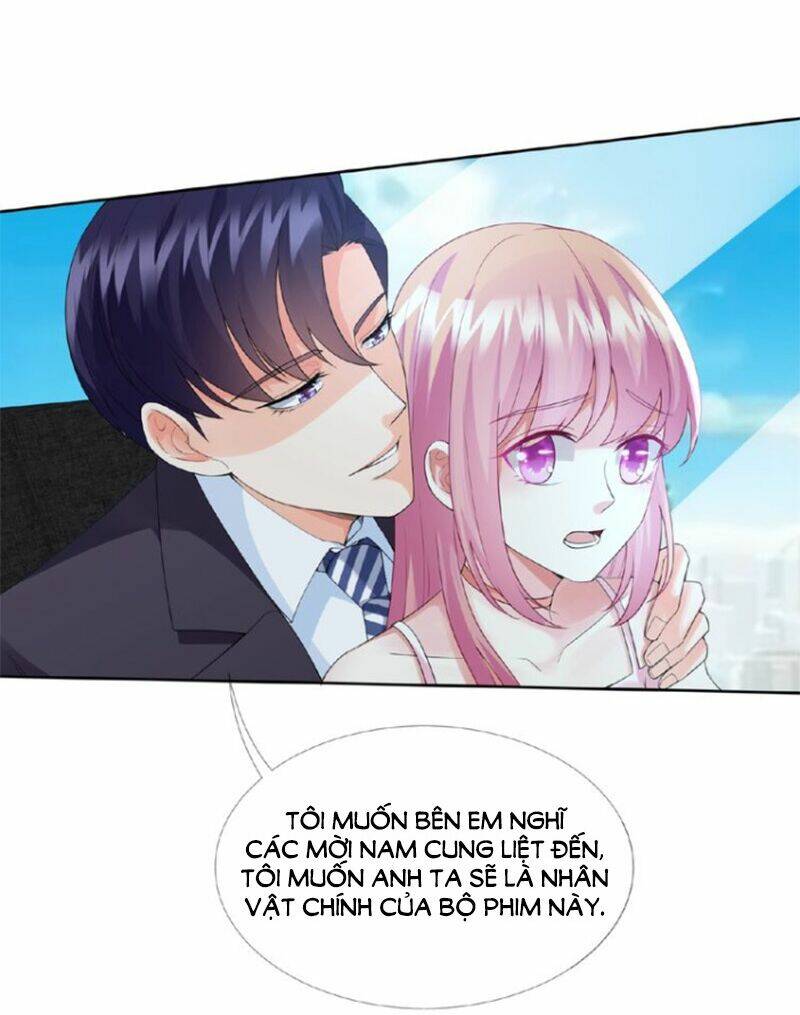 TÔI MUỐN BÊN EM NGHĨ
CÁC MỜI NAM CUNG LIỆT ĐẾN,
TÔI MUỐN ANH TA SẼ LÀ NHÂN
VẬT CHÍNH CỦA BỘ PHIM NÀY.